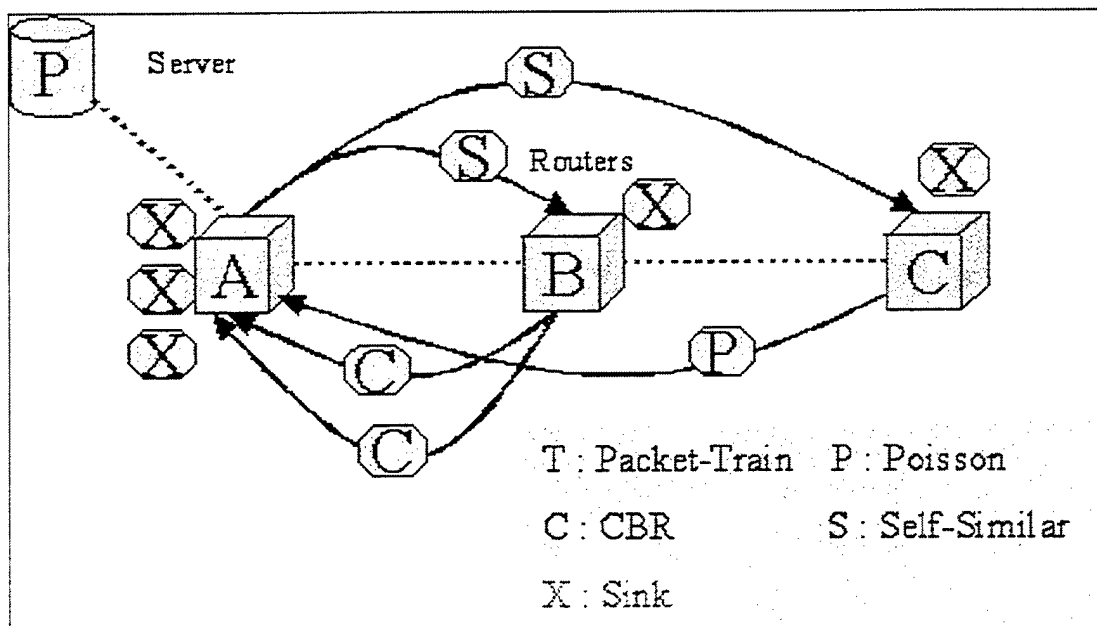 P Server
S
S Routers
X
X
X
A
X
B
C
X
C
P
X
C
T : Packet-Train P : Poisson
C : CBR S : Self-Similar
X : Sink